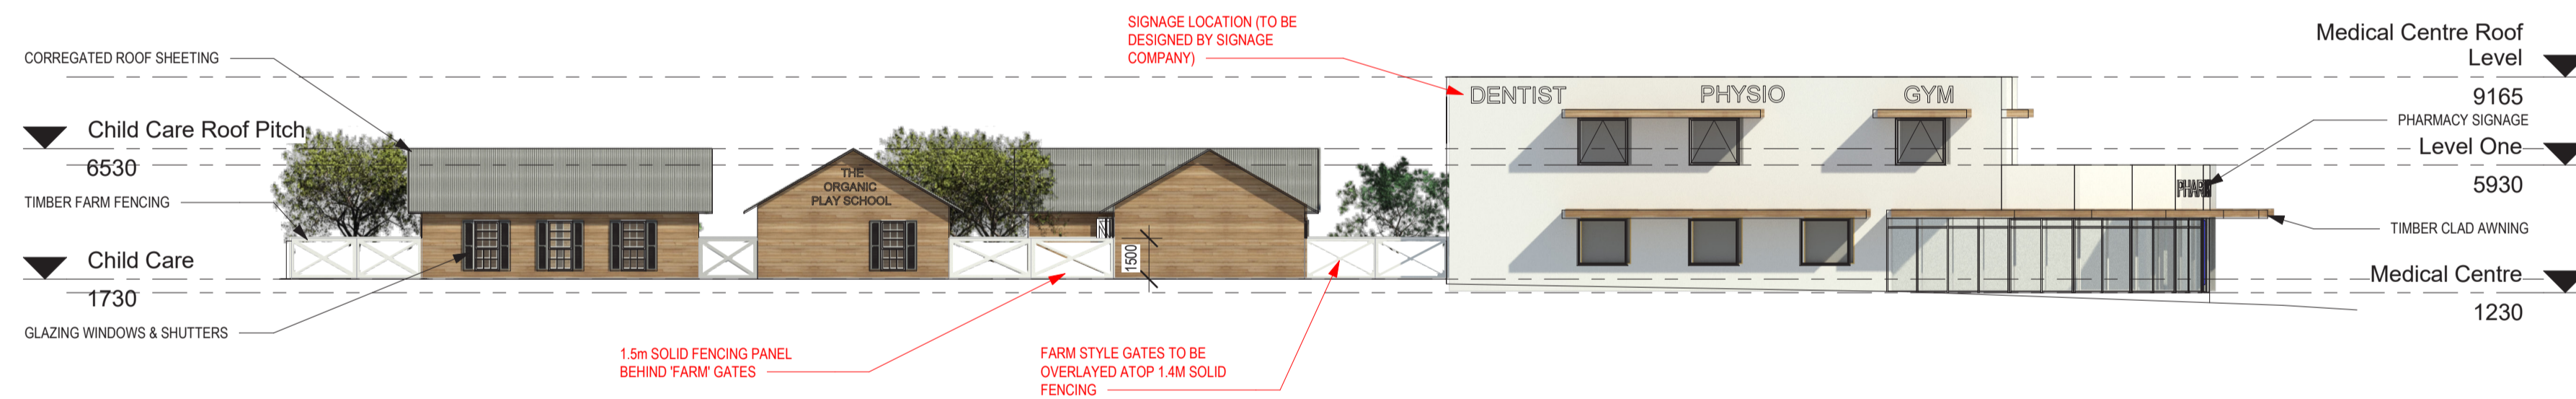 CORREGATED ROOF SHEETING
Child Care Roof Pitch
6530
TIMBER FARM FENCING
Child Care
1730
GLAZING WINDOWS & SHUTTERS
THE
ORGANIC
PLAY SCHOOL
1500
1.5m SOLID FENCING PANEL
BEHIND 'FARM' GATES
FARM STYLE GATES TO BE
OVERLAYED ATOP 1.4M SOLID
FENCING
SIGNAGE LOCATION (TO BE
DESIGNED BY SIGNAGE
COMPANY)
DENTIST
PHYSIO
GYM
PHAR
Medical Centre Roof
Level
9165
PHARMACY SIGNAGE
Level One
5930
TIMBER CLAD AWNING
Medical Centre
1230